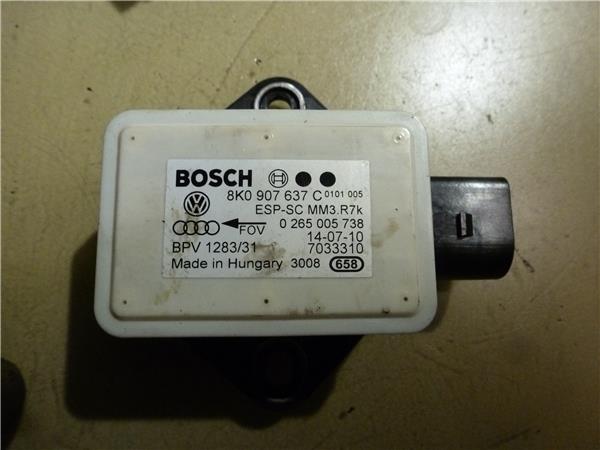 BOSCH
8K0 907 637 C 0101 005
ESP-SC MM3.R7k
FOV 0 265 005 738
14-07-10
BPV 1283/31 7033310
Made in Hungary 3008 658